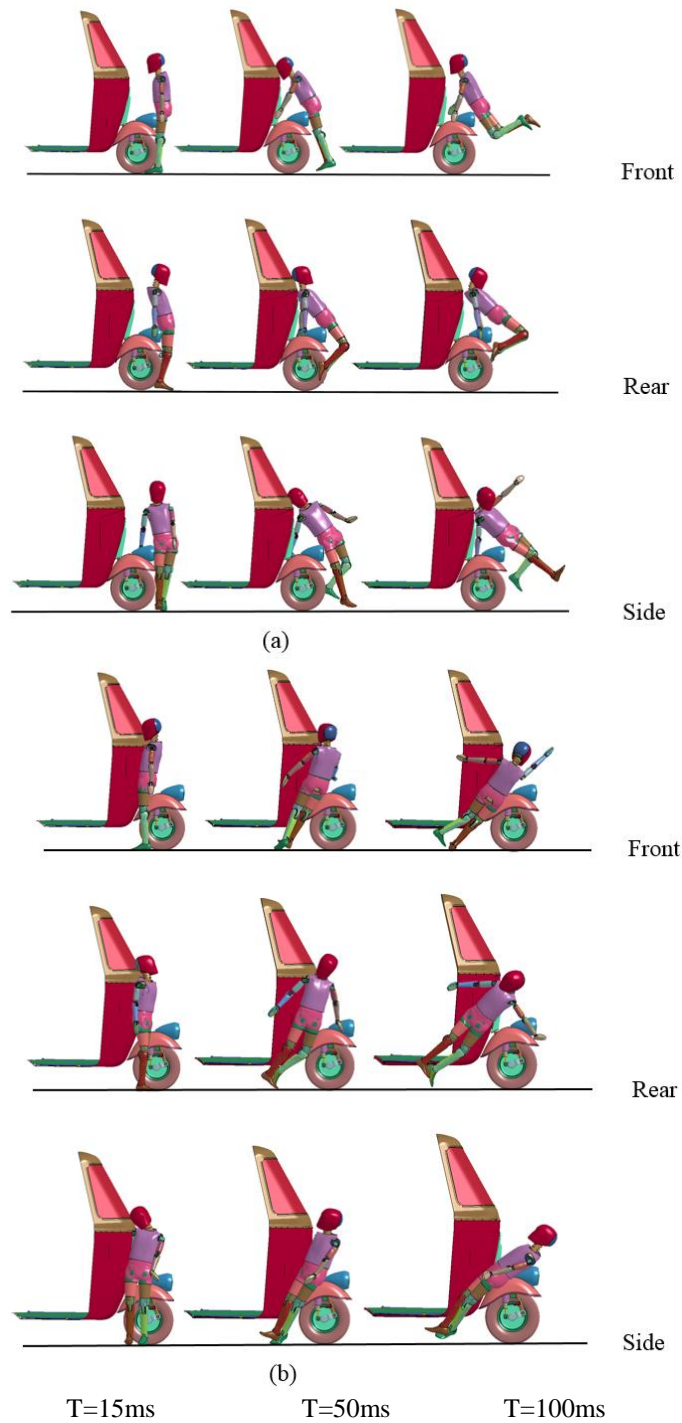 Front
Rear
Side
(a)
Front
Rear
Side
(b)
T=15ms T=50ms T=100ms